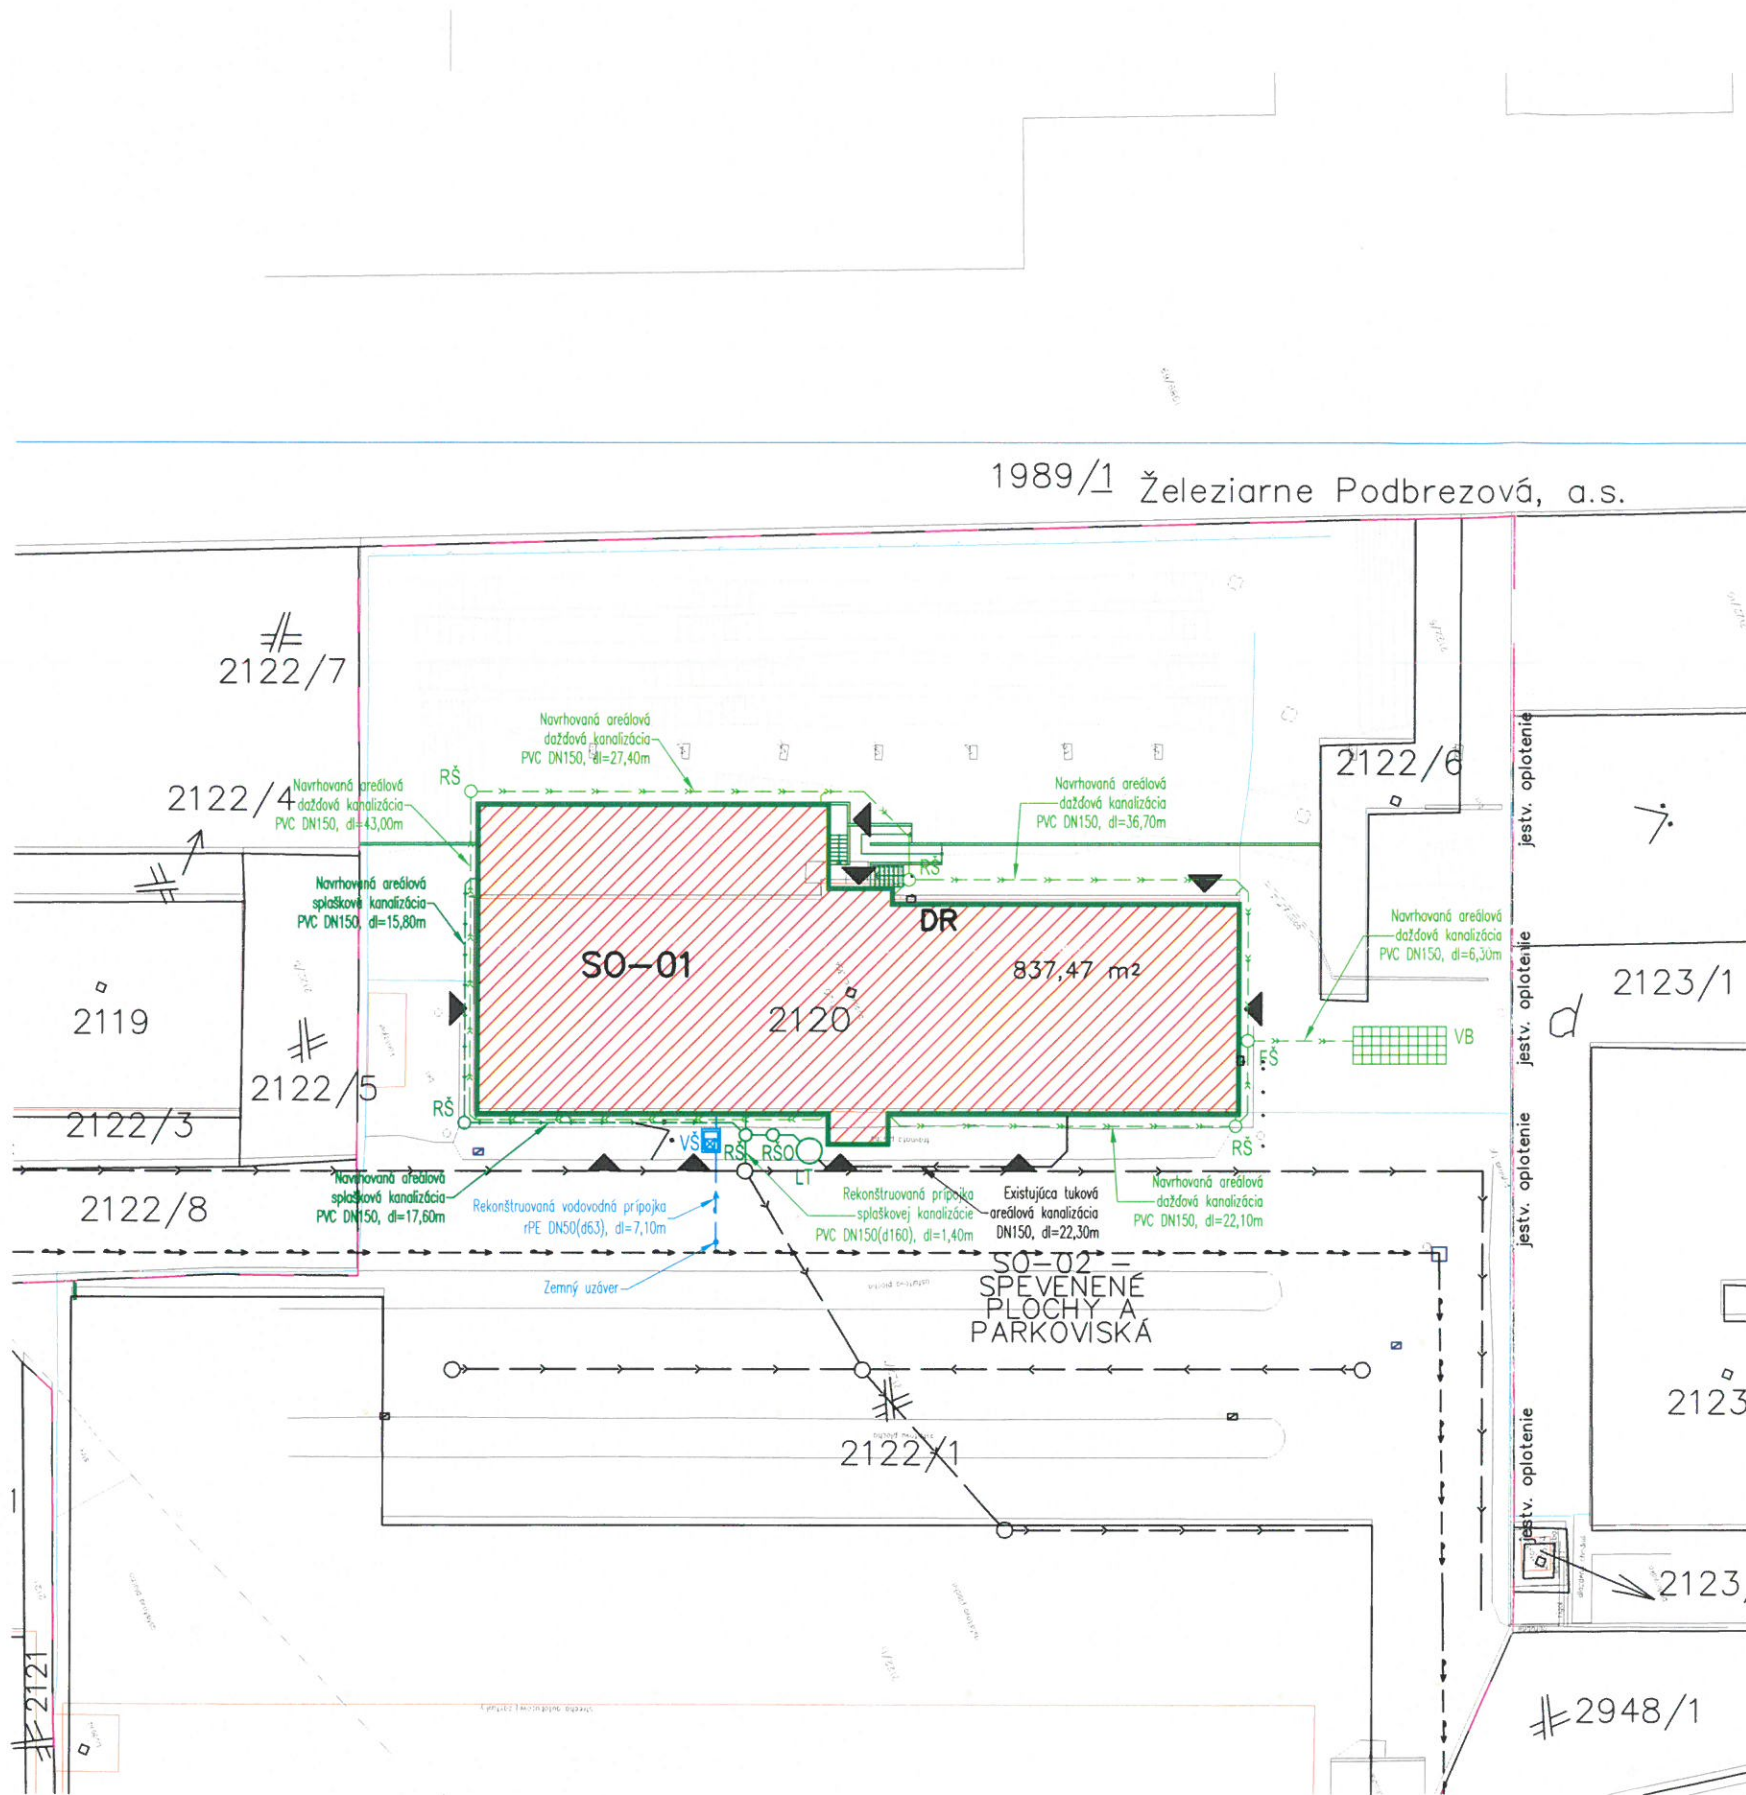 1989/1 Železiarne Podbrezová, a.s.
2122/7
2122/4
2122/6
2119
2122/5
2122/3
2122/8
2123/1
2123
2123/
2948/1
2121
2122/1
Navrhovaná areálová
dažďová kanalizácia
PVC DN150, dl=27,40m
RŠ
Navrhovaná areálová
dažďová kanalizácia
PVC DN150, dl=43,00m
Navrhovaná areálová
dažďová kanalizácia
PVC DN150, dl=36,70m
RŠ
Navrhovaná areálová
splašková kanalizácia
PVC DN150, dl=15,80m
DR
SO-01
837,47 m²
2120
Navrhovaná areálová
dažďová kanalizácia
PVC DN150, dl=6,30m
VB
FŠ
RŠ
VŠ
RŠ
RŠO
LT
RŠ
Navrhovaná areálová
splašková kanalizácia
PVC DN150, dl=17,60m
Rekonštruovaná vodovodná prípojka
rPE DN50(d63), dl=7,10m
Zemný uzáver
Rekonštruovaná prípojka
splaškovej kanalizácie
PVC DN150(d160), dl=1,40m
Existujúca tuková
areálová kanalizácia
DN150, dl=22,30m
Navrhovaná areálová
dažďová kanalizácia
PVC DN150, dl=22,10m
SO-02 -
SPEVENENÉ
PLOCHY A
PARKOVISKÁ
jestv. oplotenie
jestv. oplotenie
jestv. oplotenie
jestv. oplotenie